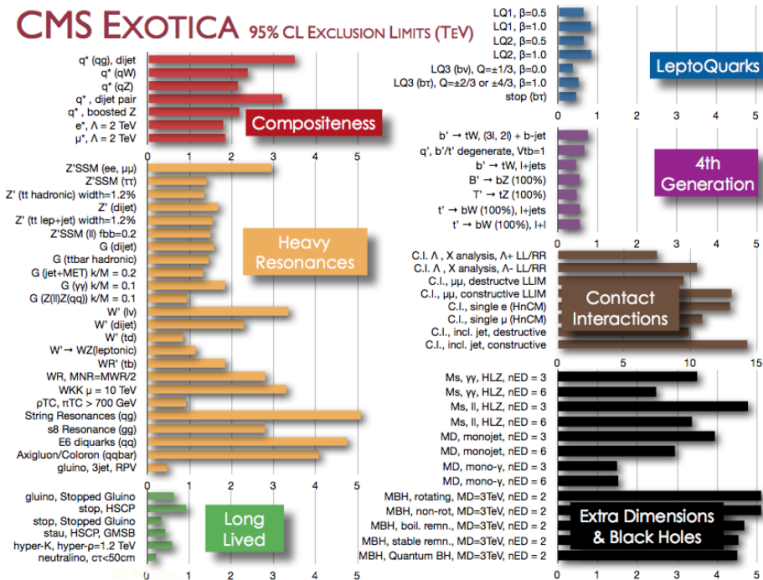 CMS EXOTICA 95% CL EXCLUSION LIMITS (TEV)
q* (qg), dijet
q* (qW)
q* (qZ)
q* , dijet pair
q* , boosted Z
e*, Λ = 2 TeV
μ*, Λ = 2 TeV
Compositeness
0 1 2 3 4 5
Z'SSM (ee, μμ)
Z'SSM (ττ)
Z' (tt hadronic) width=1.2%
Z' (dijet)
Z' (tt lep+jet) width=1.2%
Z'SSM (ll) fbb=0.2
G (dijet)
G (ttbar hadronic)
G (jet+MET) k/M = 0.2
G (γγ) k/M = 0.1
G (Z(ll)Z(qq)) k/M = 0.1
W' (lν)
W' (dijet)
W' (td)
W'→ WZ(leptonic)
WR' (tb)
WR, MNR=MWR/2
WKK μ = 10 TeV
ρTC, πTC > 700 GeV
String Resonances (qg)
s8 Resonance (gg)
E6 diquarks (qq)
Axigluon/Coloron (qqbar)
gluino, 3jet, RPV
Heavy
Resonances
0 1 2 3 4 5
gluino, Stopped Gluino
stop, HSCP
stop, Stopped Gluino
stau, HSCP, GMSB
hyper-K, hyper-ρ=1.2 TeV
neutralino, cτ<50cm
Long
Lived
0 1 2 3 4 5
LQ1, β=0.5
LQ1, β=1.0
LQ2, β=0.5
LQ2, β=1.0
LQ3 (bν), Q=±1/3, β=0.0
LQ3 (bτ), Q=±2/3 or ±4/3, β=1.0
stop (bτ)
LeptoQuarks
0 1 2 3 4 5
b' → tW, (3l, 2l) + b-jet
q', b'/t' degenerate, Vtb=1
b' → tW, l+jets
B' → bZ (100%)
T' → tZ (100%)
t' → bW (100%), l+jets
t' → bW (100%), l+l
4th
Generation
0 1 2 3 4 5
C.I. Λ , X analysis, Λ+ LL/RR
C.I. Λ , X analysis, Λ- LL/RR
C.I., μμ, destructve LLIM
C.I., μμ, constructive LLIM
C.I., single e (HnCM)
C.I., single μ (HnCM)
C.I., incl. jet, destructive
C.I., incl. jet, constructive
Contact
Interactions
0 5 10 15
Ms, γγ, HLZ, nED = 3
Ms, γγ, HLZ, nED = 6
Ms, ll, HLZ, nED = 3
Ms, ll, HLZ, nED = 6
MD, monojet, nED = 3
MD, monojet, nED = 6
MD, mono-γ, nED = 3
MD, mono-γ, nED = 6
MBH, rotating, MD=3TeV, nED = 2
MBH, non-rot, MD=3TeV, nED = 2
MBH, boil. remn., MD=3TeV, nED = 2
MBH, stable remn., MD=3TeV, nED = 2
MBH, Quantum BH, MD=3TeV, nED = 2
Extra Dimensions
& Black Holes
0 1 2 3 4 5